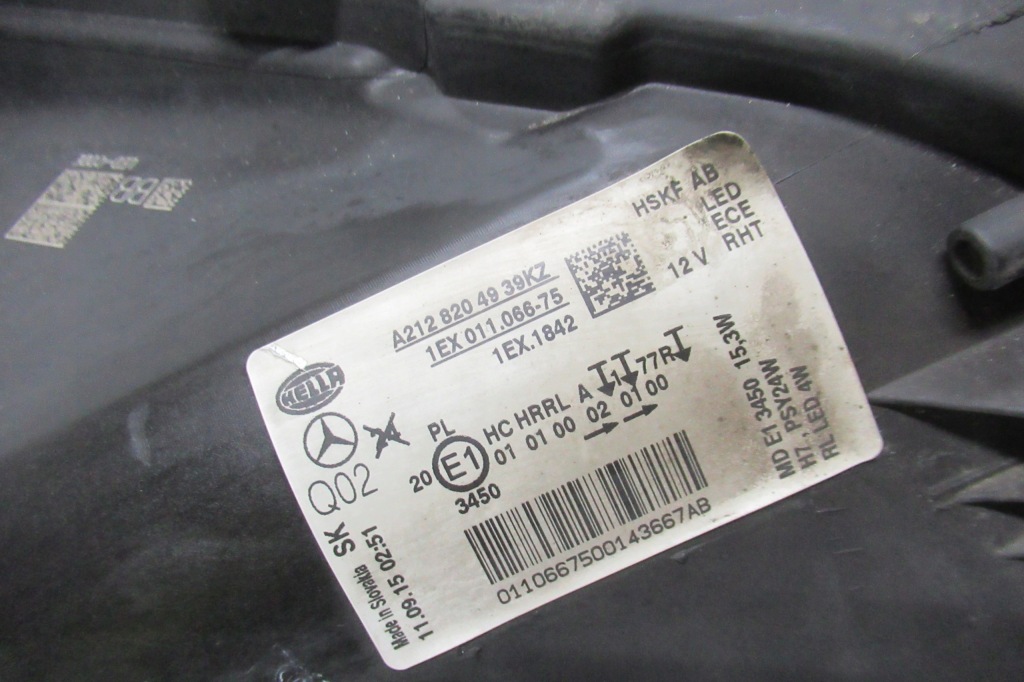 HSKF AB
LED
ECE
12 V RHT
A212 820 49 39KZ
1EX 011.066-75
1EX.1842
HELLA
PL
HC HRRL A 1 77R
20 E1 01 01 00 02 01 00
3450
Q02
SK
Made in Slovakia
11.09.15 02:51
0110667500143667AB
MD E1 3450 15,3W
H7, PSY24W
RL LED 4W